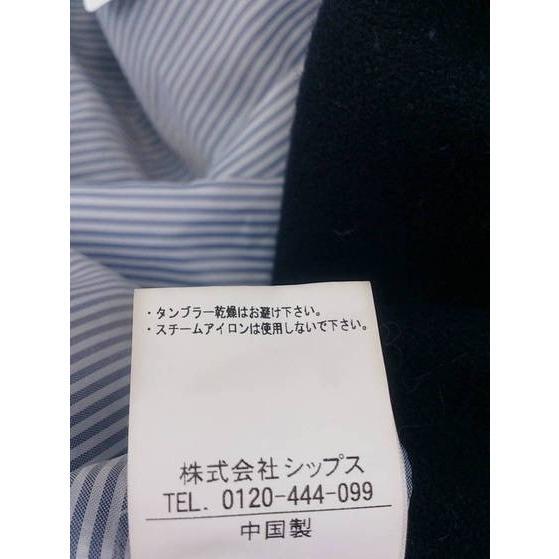 ・タンブラー乾燥はお避け下さい。
・スチームアイロンは使用しないで下さい。
株式会社シップス
TEL. 0120-444-099
中国製